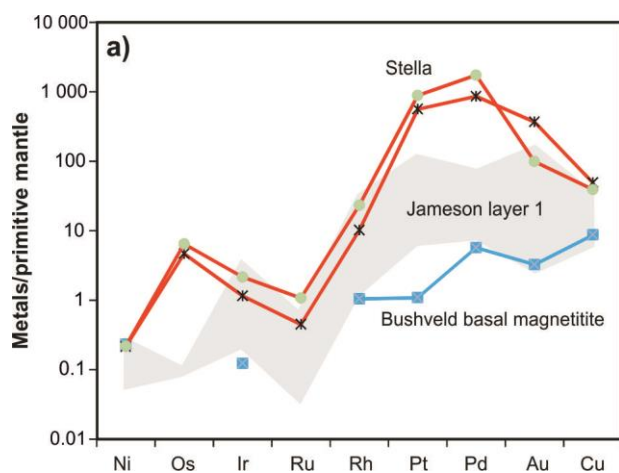 10 000
a)
Stella
1 000
100
Jameson layer 1
10
1
Bushveld basal magnetitite
0.1
0.01
Metals/primitive mantle
Ni Os Ir Ru Rh Pt Pd Au Cu